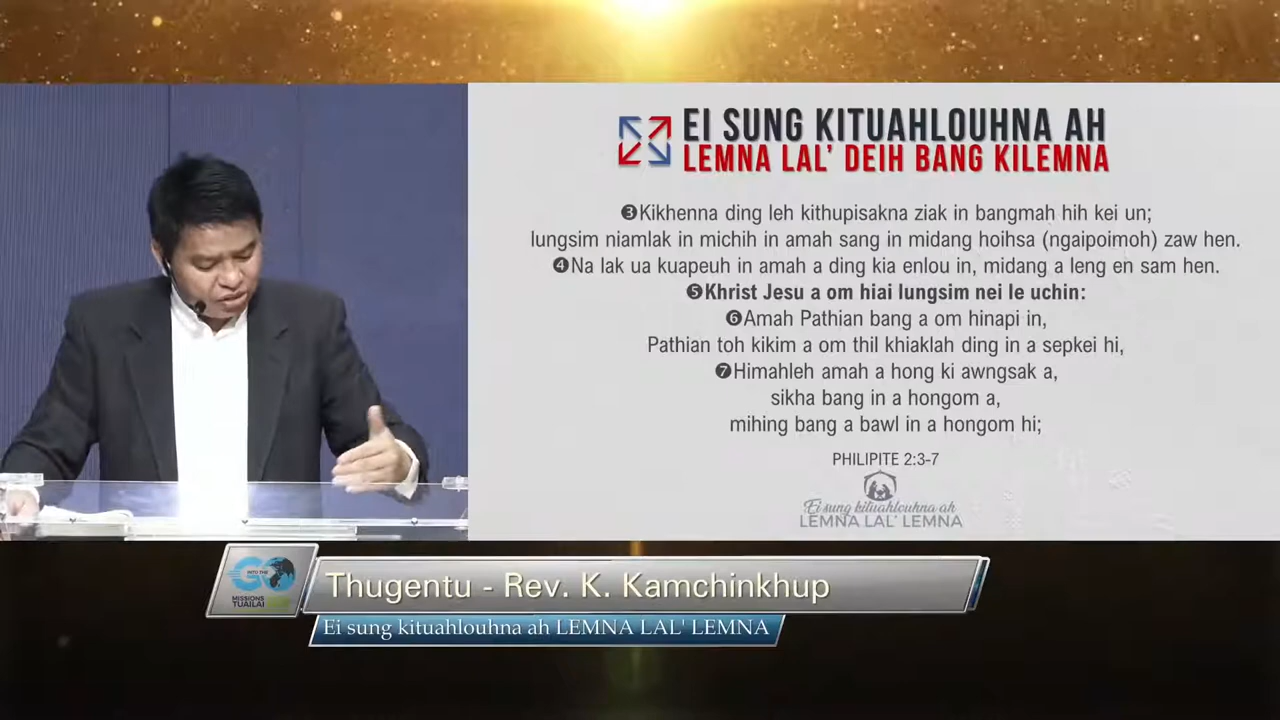 EI SUNG KITUAHLOUHNA AH
LEMNA LAL' DEIH BANG KILEMNA
❸Kikhenna ding leh kithupisakna ziak in bangmah hih kei un;
lungsim niamlak in michih in amah sang in midang hoihsa (ngaipoimoh) zaw hen.
❹Na lak ua kuapeuh in amah a ding kia enlou in, midang a leng en sam hen.
❺Khrist Jesu a om hiai lungsim nei le uchin:
❻Amah Pathian bang a om hinapi in,
Pathian toh kikim a om thil khiaklah ding in a sepkei hi,
❼Himahleh amah a hong ki awngsak a,
sikha bang in a hongom a,
mihing bang a bawl in a hongom hi;
PHILIPITE 2:3-7
Ei sung kituahlouhna ah
LEMNA LAL' LEMNA
GO
INTO THE
MISSIONS
TUAILAI
Thugentu - Rev. K. Kamchinkhup
Ei sung kituahlouhna ah LEMNA LAL' LEMNA